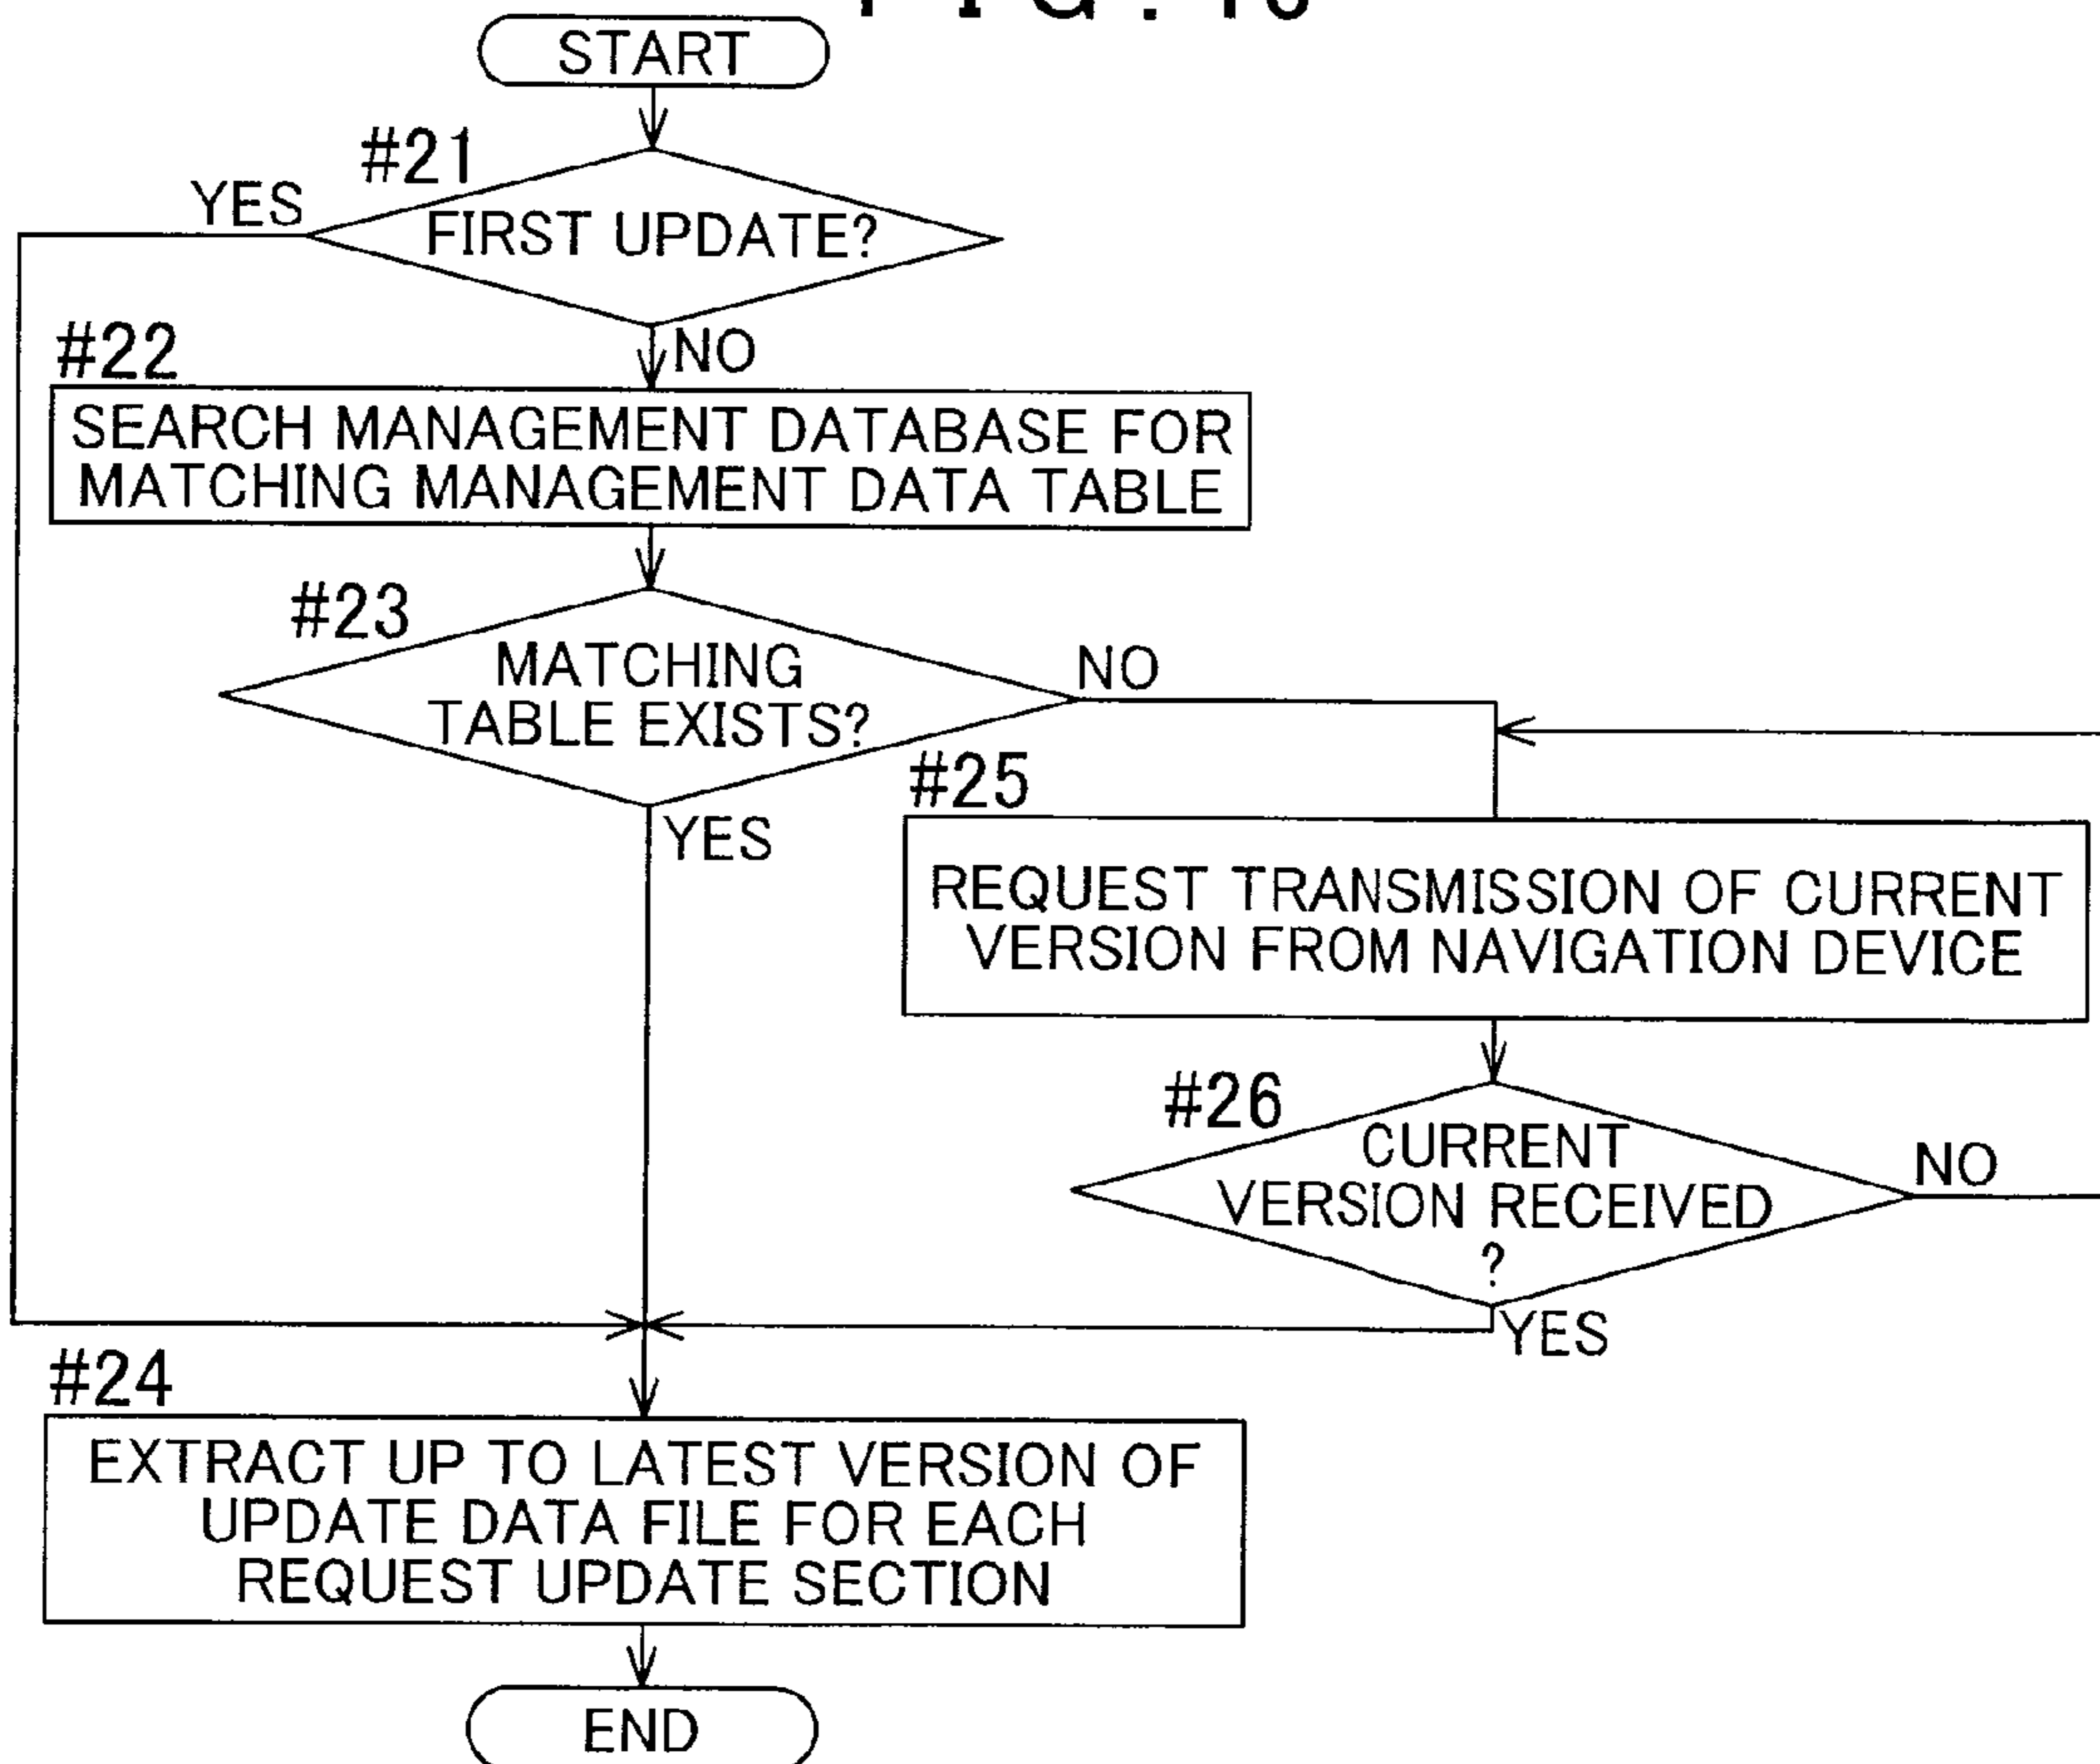 START
#21
YES
FIRST UPDATE?
NO
#22
SEARCH MANAGEMENT DATABASE FOR
MATCHING MANAGEMENT DATA TABLE
#23
MATCHING
TABLE EXISTS?
NO
YES
#25
REQUEST TRANSMISSION OF CURRENT
VERSION FROM NAVIGATION DEVICE
#26
CURRENT
VERSION RECEIVED
?
NO
YES
#24
EXTRACT UP TO LATEST VERSION OF
UPDATE DATA FILE FOR EACH
REQUEST UPDATE SECTION
END